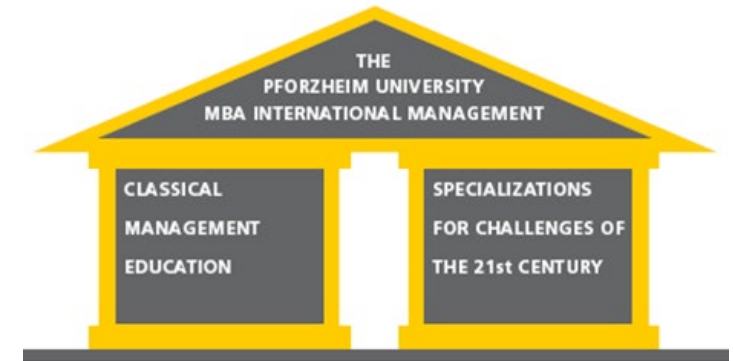 THE
PFORZHEIM UNIVERSITY
MBA INTERNATIONAL MANAGEMENT
CLASSICAL
MANAGEMENT
EDUCATION
SPECIALIZATIONS
FOR CHALLENGES OF
THE 21st CENTURY